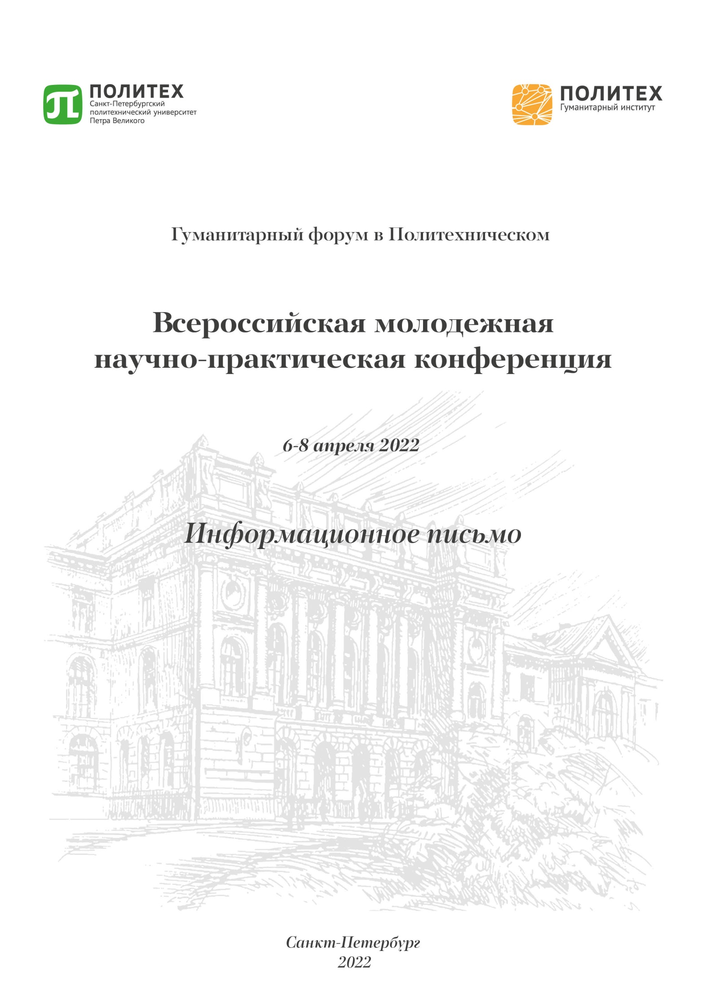 ПОЛИТЕХ
Санкт-Петербургский
политехнический университет
Петра Великого
ПОЛИТЕХ
Гуманитарный институт
Гуманитарный форум в Политехническом
Всероссийская молодежная
научно-практическая конференция
6-8 апреля 2022
Информационное письмо
Санкт-Петербург
2022